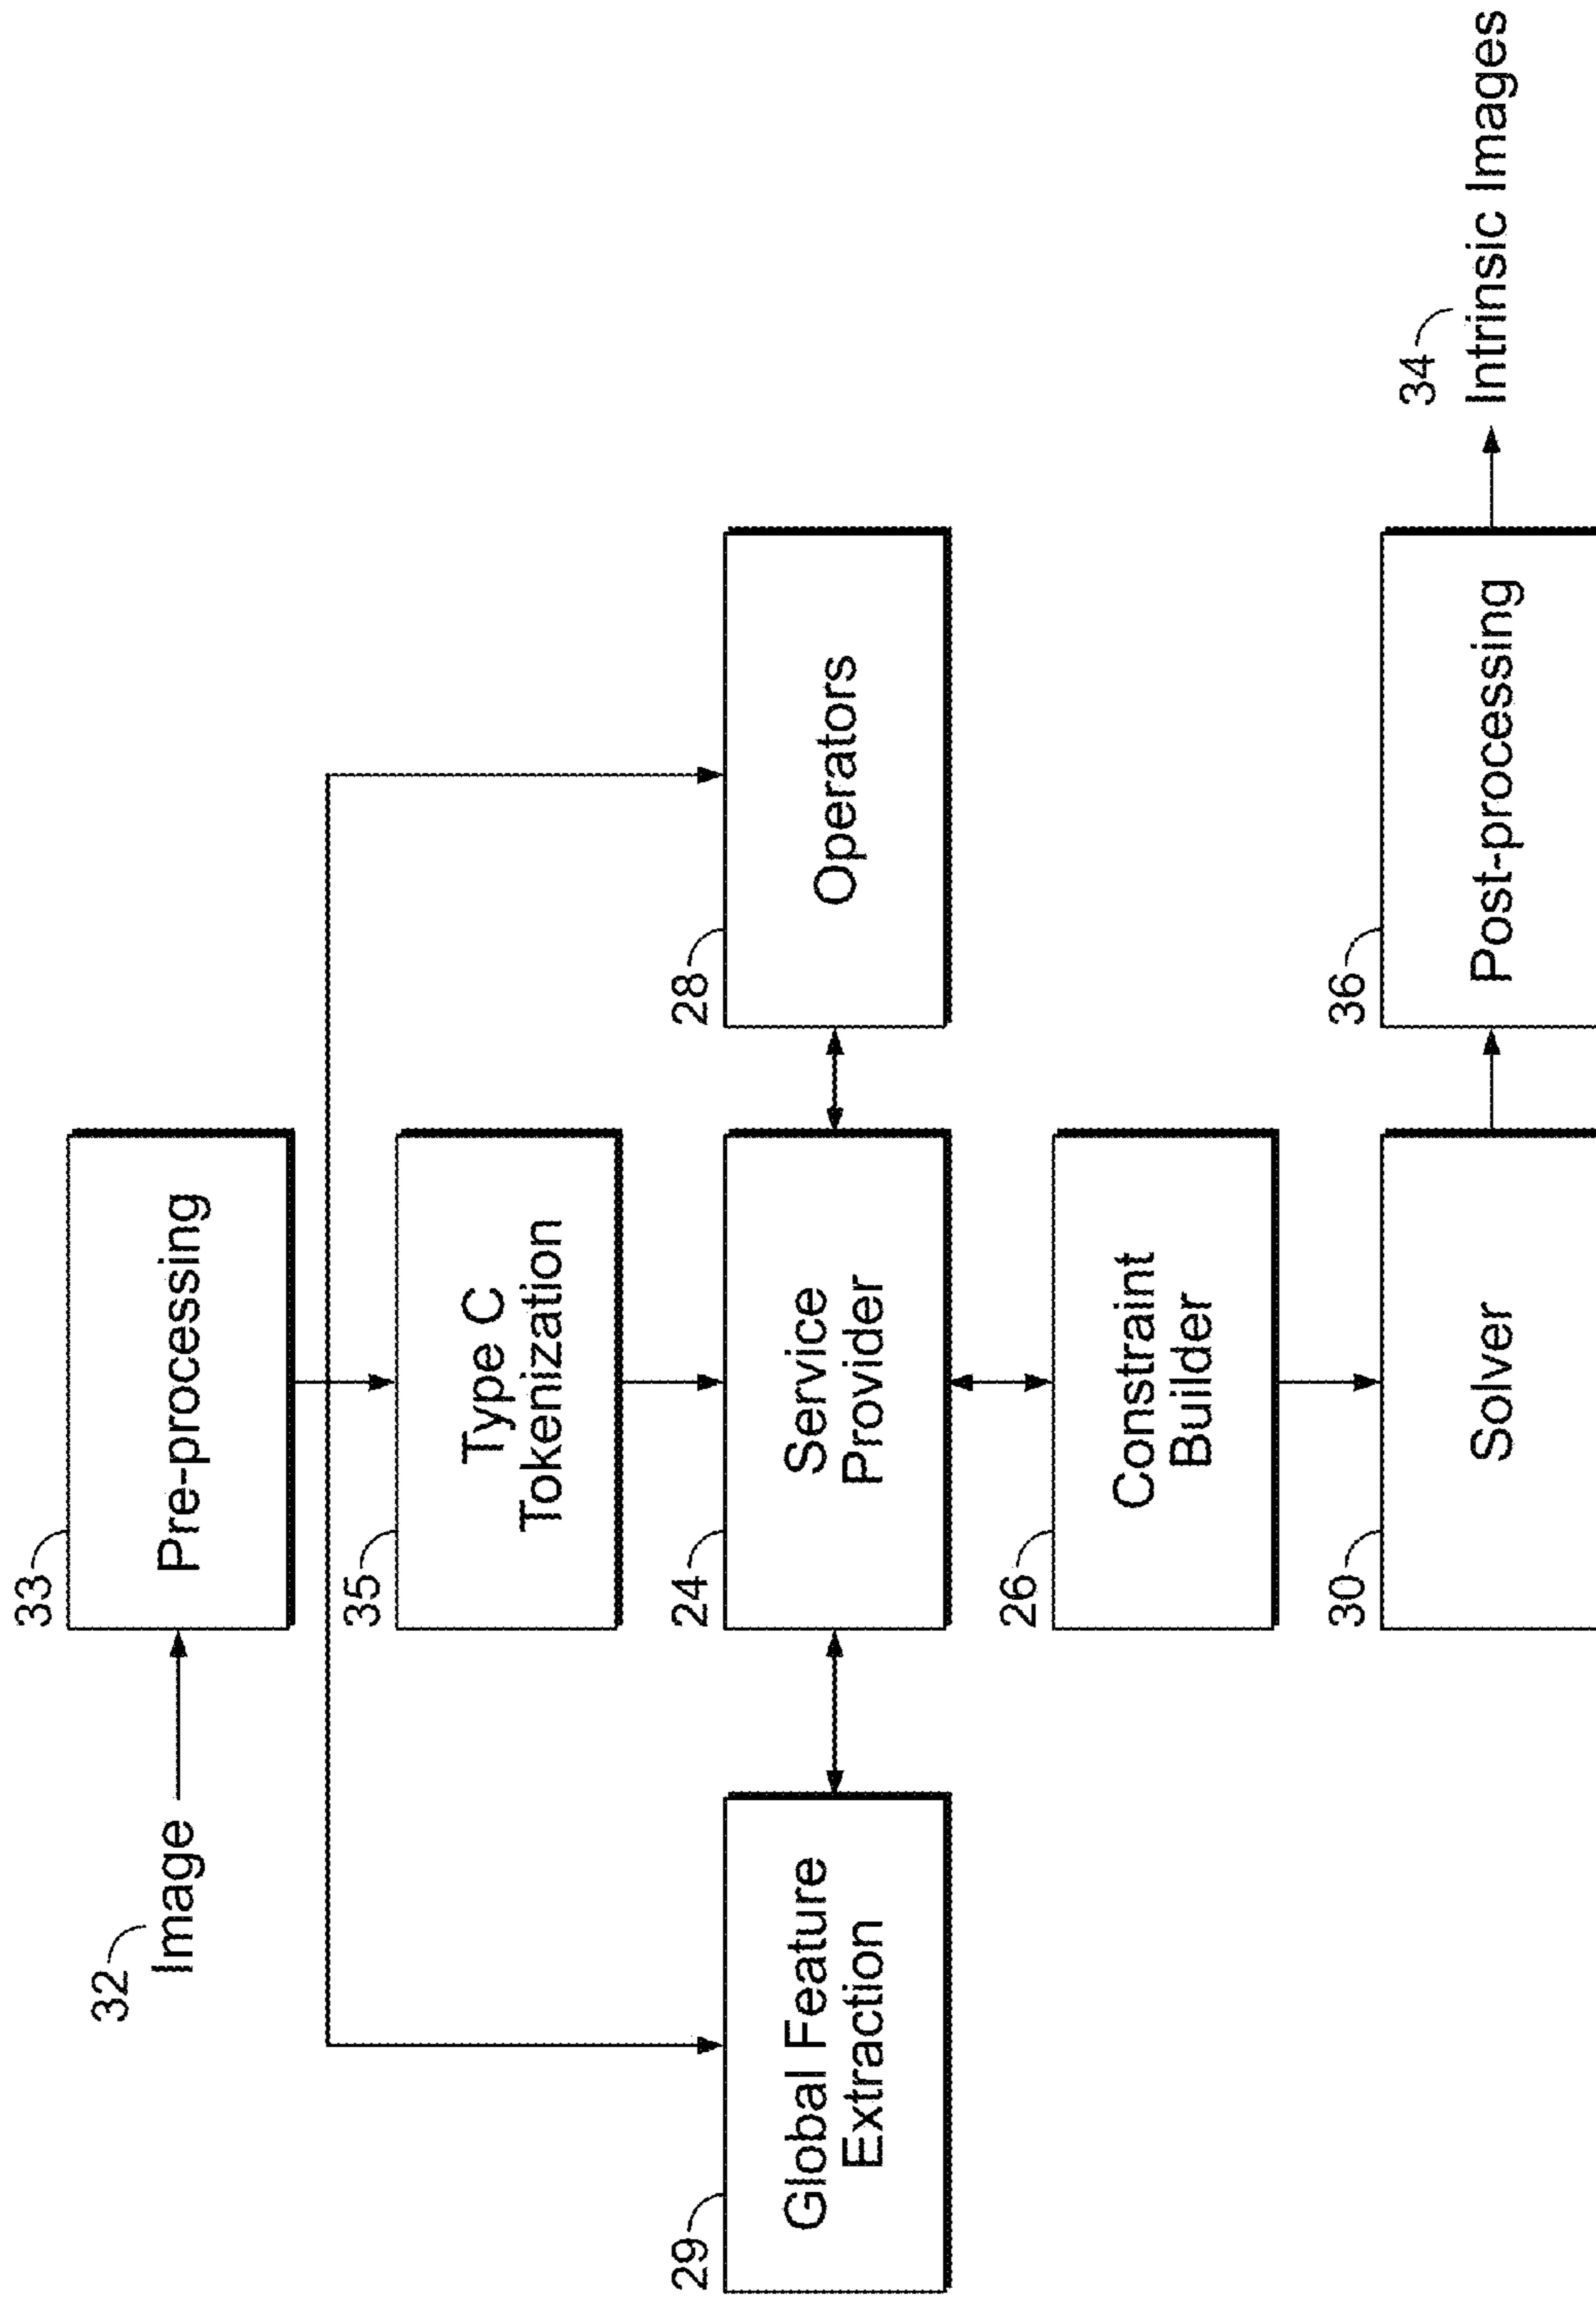 32
Image
33
Pre-processing
35
Type C
Tokenization
29
Global Feature
Extraction
24
Service
Provider
28
Operators
26
Constraint
Builder
30
Solver
36
Post-processing
34
Intrinsic Images